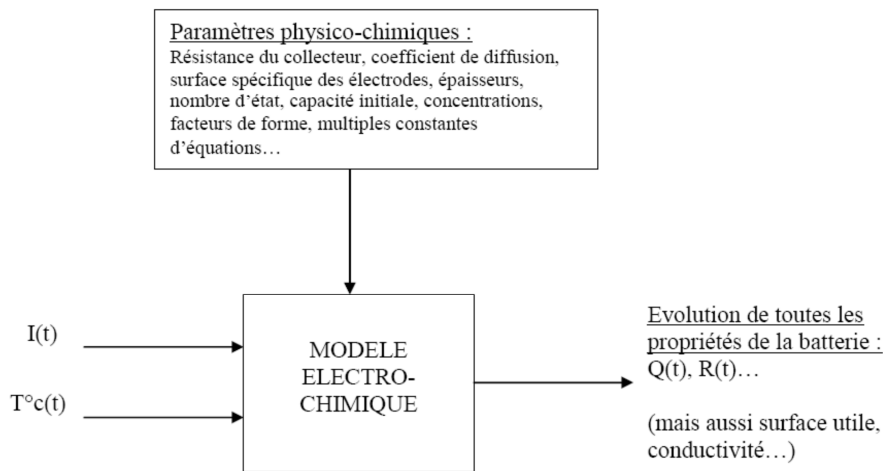 Paramètres physico-chimiques :
Résistance du collecteur, coefficient de diffusion,
surface spécifique des électrodes, épaisseurs,
nombre d’état, capacité initiale, concentrations,
facteurs de forme, multiples constantes
d’équations…
I(t)
T°c(t)
MODELE
ELECTRO-
CHIMIQUE
Evolution de toutes les
propriétés de la batterie :
Q(t), R(t)…
(mais aussi surface utile,
conductivité…)